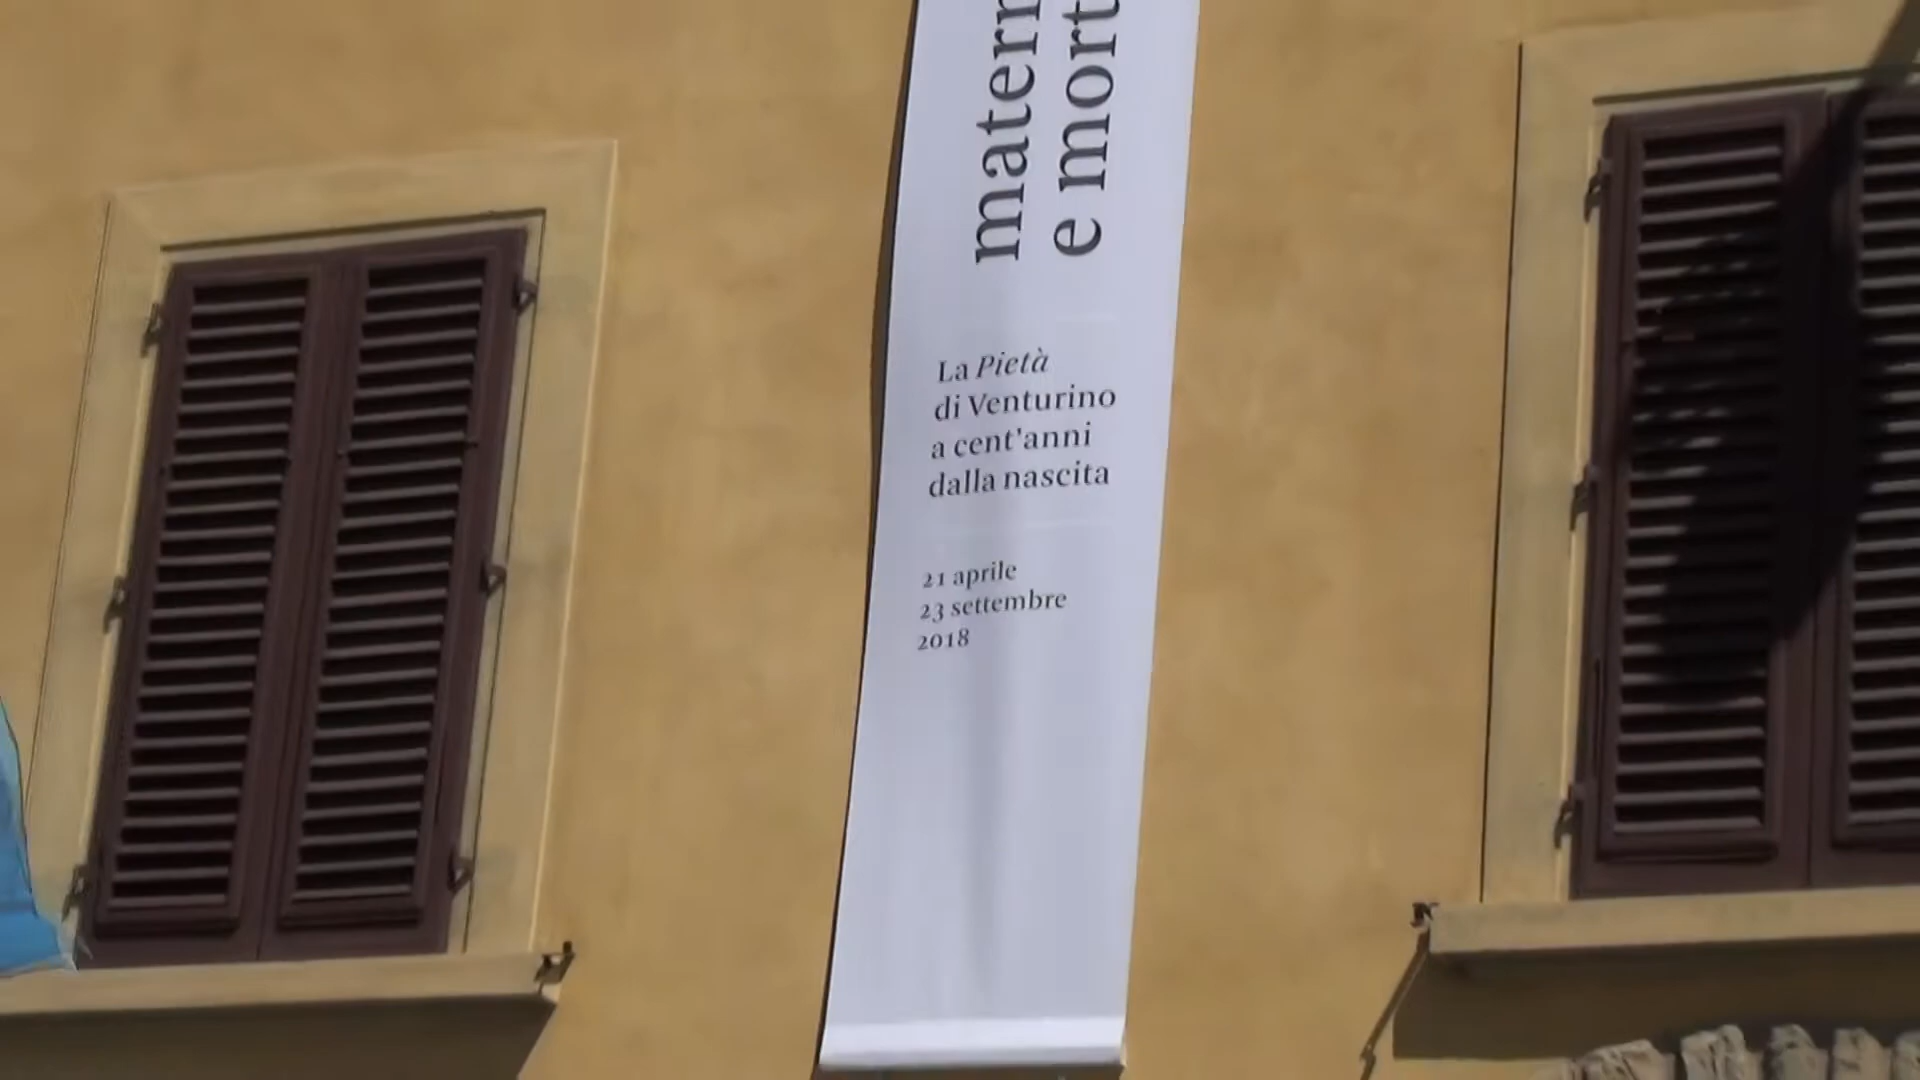 matern
e mort
La Pietà
di Venturino
a cent'anni
dalla nascita
21 aprile
23 settembre
2018